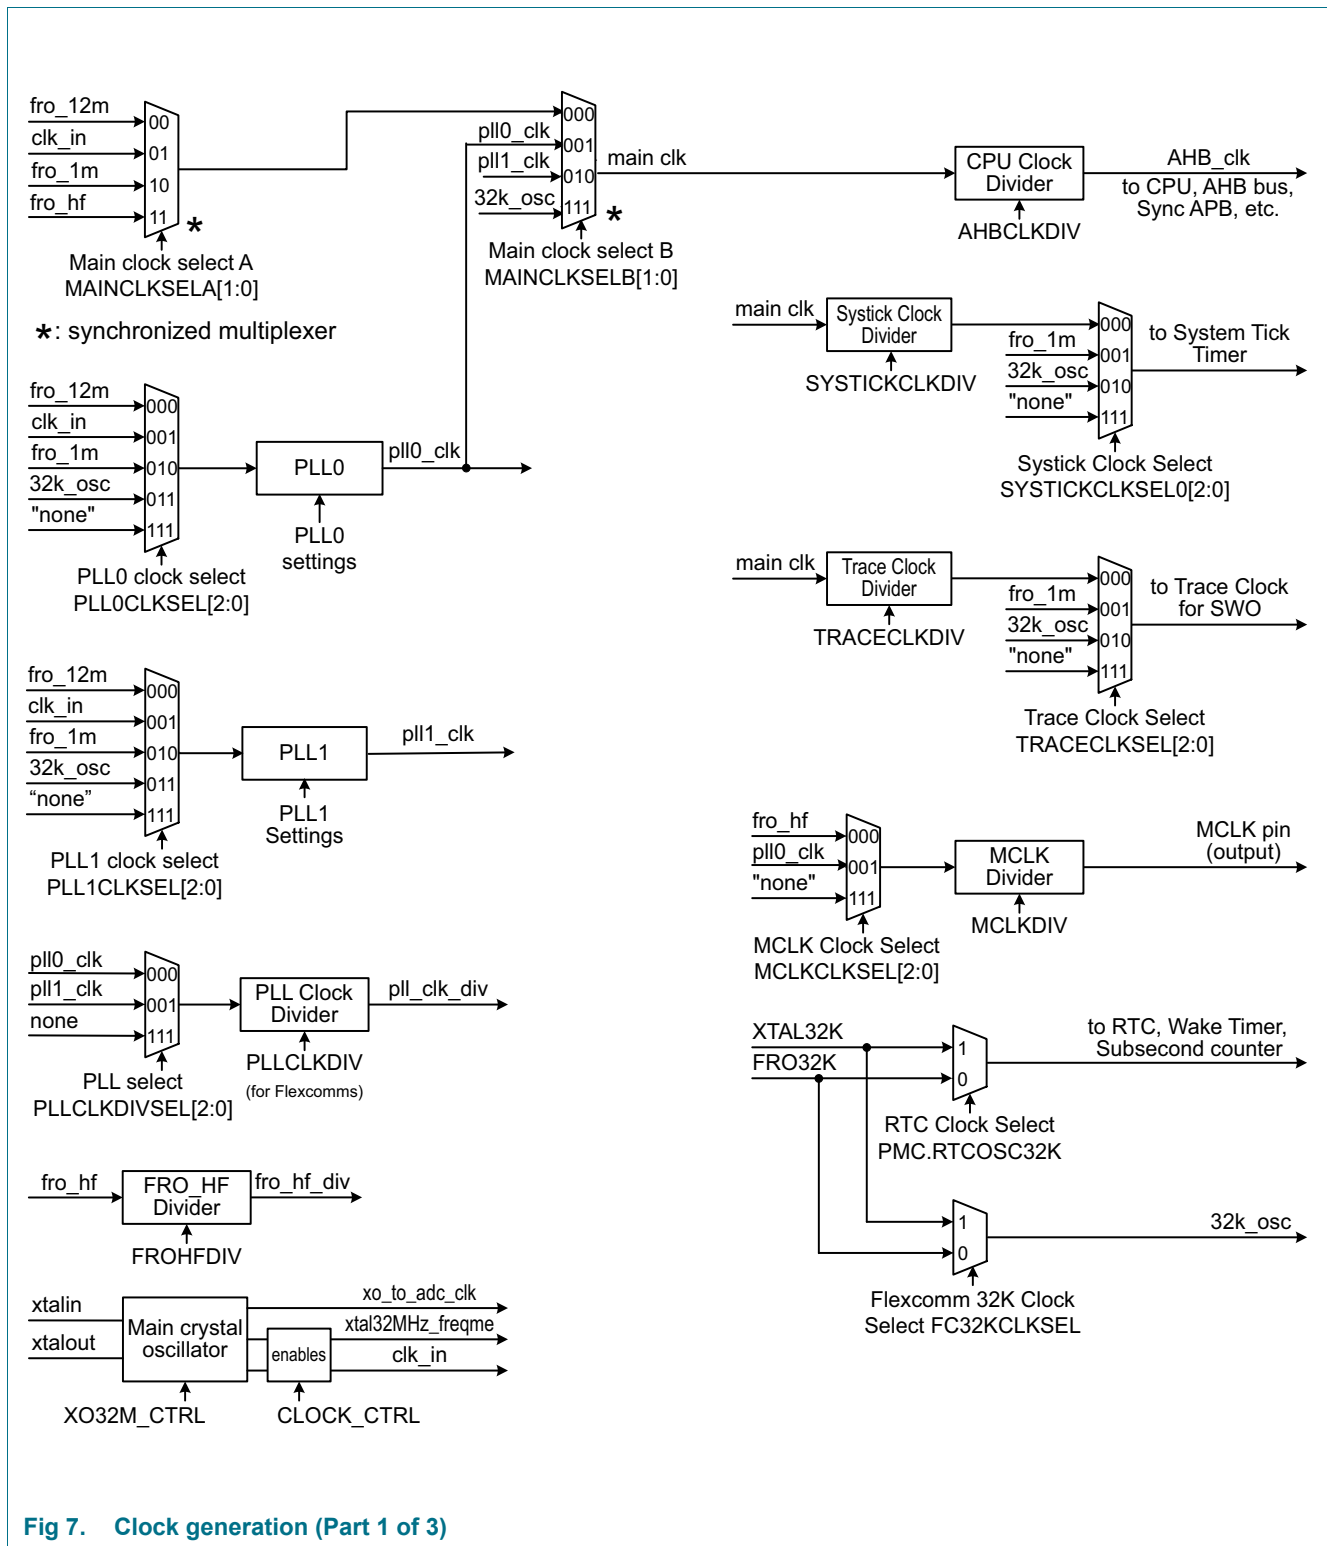 fro_12m
clk_in
fro_1m
fro_hf
00
01
10
11
*
Main clock select A
MAINCLKSELA[1:0]
*: synchronized multiplexer
pll0_clk
pll1_clk
32k_osc
000
001
010
111
*
Main clock select B
MAINCLKSELB[1:0]
main clk
CPU Clock
Divider
AHBCLKDIV
AHB_clk
to CPU, AHB bus,
Sync APB, etc.
main clk
Systick Clock
Divider
SYSTICKCLKDIV
fro_1m
32k_osc
"none"
000
001
010
111
Systick Clock Select
SYSTICKCLKSEL0[2:0]
to System Tick
Timer
fro_12m
clk_in
fro_1m
32k_osc
"none"
000
001
010
011
111
PLL0 clock select
PLL0CLKSEL[2:0]
PLL0
PLL0
settings
pll0_clk
main clk
Trace Clock
Divider
TRACECLKDIV
fro_1m
32k_osc
"none"
000
001
010
111
Trace Clock Select
TRACECLKSEL[2:0]
to Trace Clock
for SWO
fro_12m
clk_in
fro_1m
32k_osc
“none”
000
001
010
011
111
PLL1 clock select
PLL1CLKSEL[2:0]
PLL1
PLL1
Settings
pll1_clk
fro_hf
pll0_clk
"none"
000
001
111
MCLK Clock Select
MCLKCLKSEL[2:0]
MCLK
Divider
MCLKDIV
MCLK pin
(output)
pll0_clk
pll1_clk
none
000
001
111
PLL select
PLLCLKDIVSEL[2:0]
PLL Clock
Divider
PLLCLKDIV
(for Flexcomms)
pll_clk_div
XTAL32K
FRO32K
1
0
RTC Clock Select
PMC.RTCOSC32K
to RTC, Wake Timer,
Subsecond counter
fro_hf
FRO_HF
Divider
FROHFDIV
fro_hf_div
1
0
Flexcomm 32K Clock
Select FC32KCLKSEL
32k_osc
xtalin
xtalout
Main crystal
oscillator
XO32M_CTRL
enables
CLOCK_CTRL
xo_to_adc_clk
xtal32MHz_freqme
clk_in
Fig 7. Clock generation (Part 1 of 3)